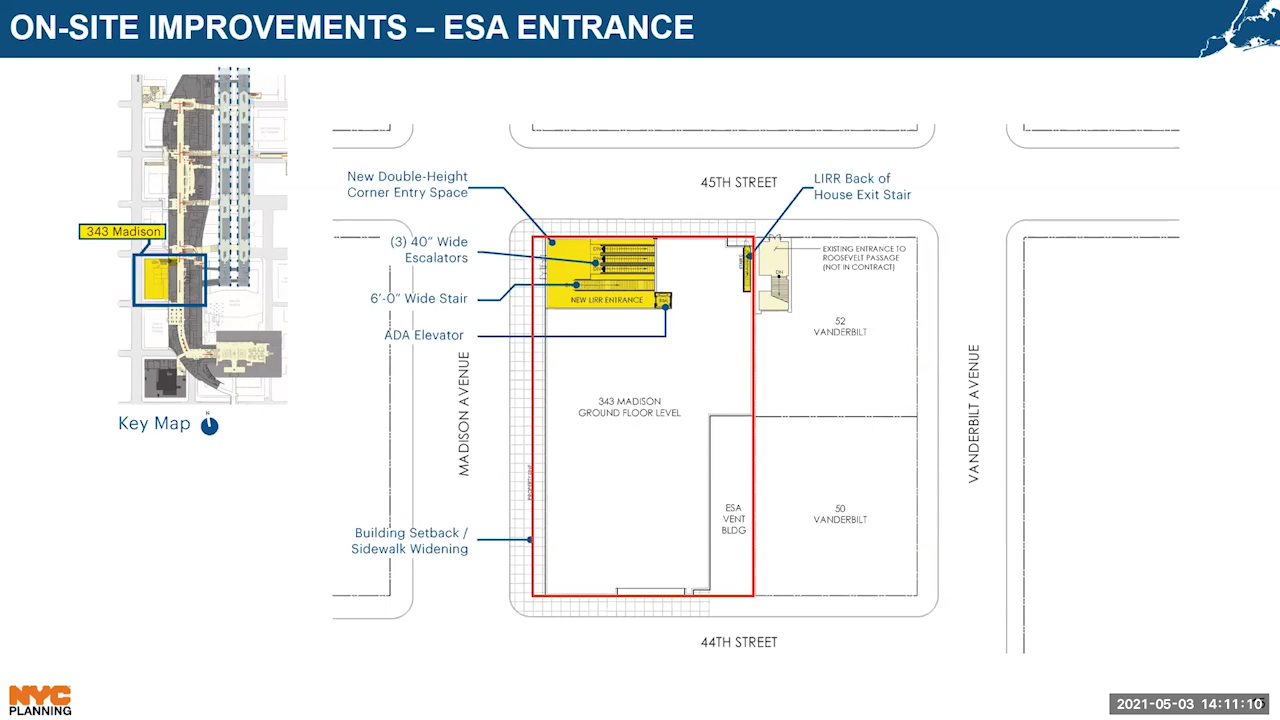 ON-SITE IMPROVEMENTS – ESA ENTRANCE
343 Madison
Key Map
N
New Double-Height
Corner Entry Space
(3) 40” Wide
Escalators
6’-0” Wide Stair
ADA Elevator
Building Setback /
Sidewalk Widening
45TH STREET
LIRR Back of
House Exit Stair
EXISTING ENTRANCE TO
ROOSEVELT PASSAGE
(NOT IN CONTRACT)
DN
NEW LIRR ENTRANCE
52
VANDERBILT
MADISON AVENUE
343 MADISON
GROUND FLOOR LEVEL
VANDERBILT AVENUE
PROPERTY LINE
ESA
VENT
BLDG
50
VANDERBILT
44TH STREET
NYC
PLANNING
2021-05-03 14:11:10